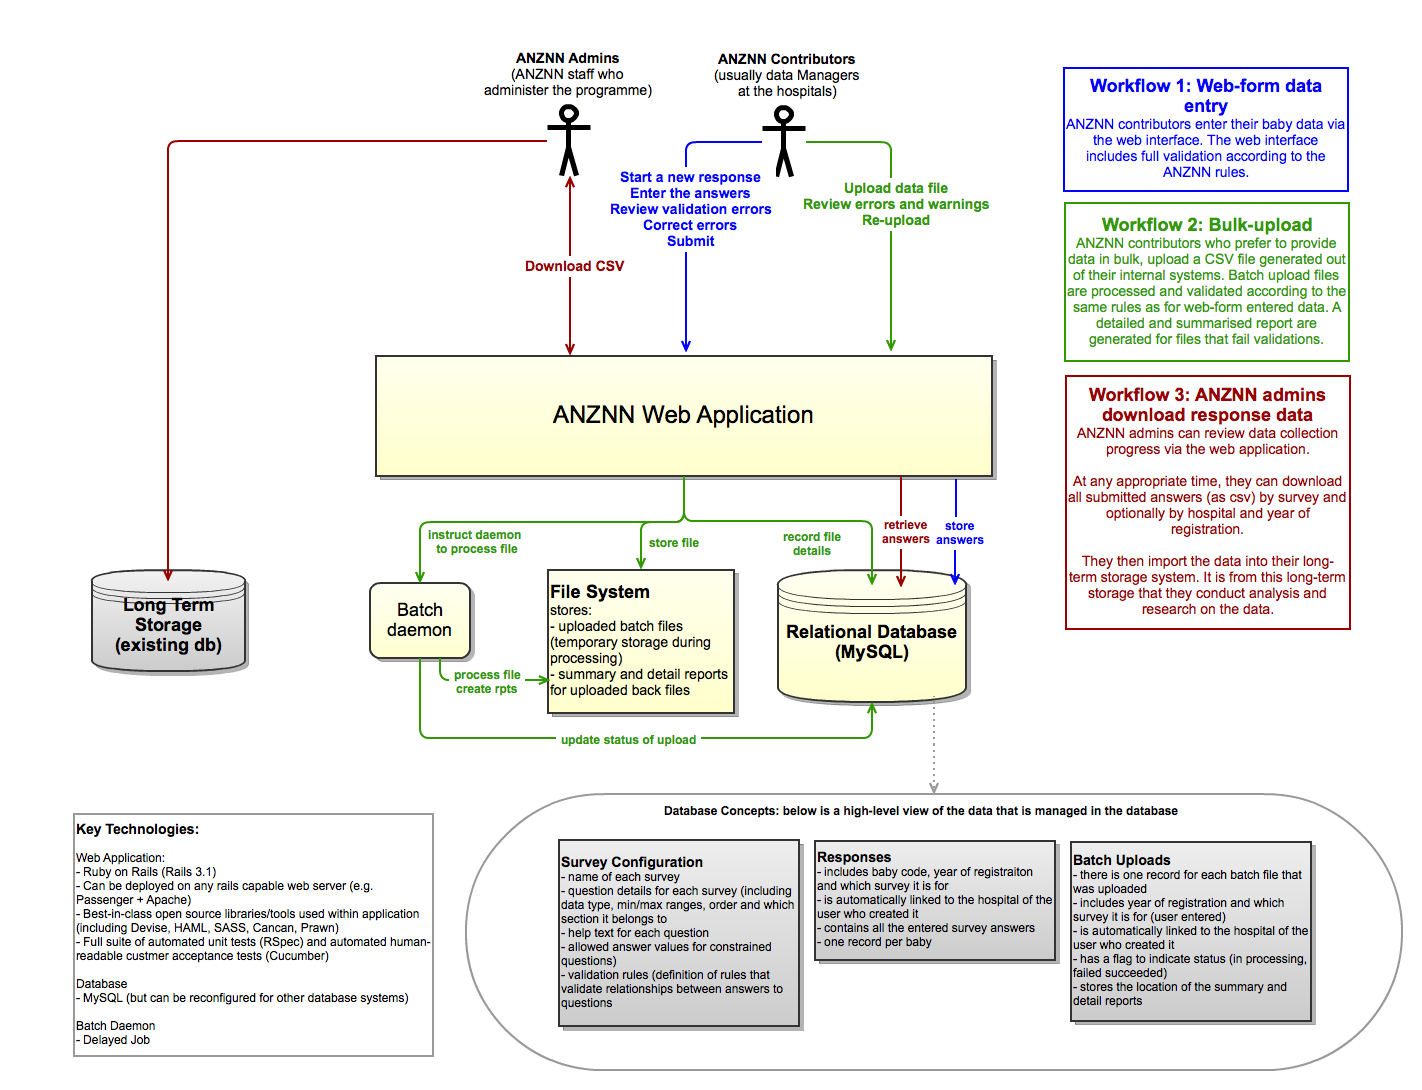 ANZNN Admins
(ANZNN staff who
administer the programme)
ANZNN Contributors
(usually data Managers
at the hospitals)
Start a new response
Enter the answers
Review validation errors
Correct errors
Submit
Upload data file
Review errors and warnings
Re-upload
Download CSV
Workflow 1: Web-form data
entry
ANZNN contributors enter their baby data via
the web interface. The web interface
includes full validation according to the
ANZNN rules.
Workflow 2: Bulk-upload
ANZNN contributors who prefer to provide
data in bulk, upload a CSV file generated out
of their internal systems. Batch upload files
are processed and validated according to the
same rules as for web-form entered data. A
detailed and summarised report are
generated for files that fail validations.
Workflow 3: ANZNN admins
download response data
ANZNN admins can review data collection
progress via the web application.
At any appropriate time, they can download
all submitted answers (as csv) by survey and
optionally by hospital and year of
registration.
They then import the data into their long-
term storage system. It is from this long-term
storage that they conduct analysis and
research on the data.
ANZNN Web Application
instruct daemon
to process file
store file
record file
details
retrieve
answers
store
answers
Long Term
Storage
(existing db)
Batch
daemon
File System
stores:
- uploaded batch files
(temporary storage during
processing)
- summary and detail reports
for uploaded back files
Relational Database
(MySQL)
process file
create rpts
update status of upload
Key Technologies:
Web Application:
- Ruby on Rails (Rails 3.1)
- Can be deployed on any rails capable web server (e.g.
Passenger + Apache)
- Best-in-class open source libraries/tools used within application
(including Devise, HAML, SASS, Cancan, Prawn)
- Full suite of automated unit tests (RSpec) and automated human-
readable custmer acceptance tests (Cucumber)
Database
- MySQL (but can be reconfigured for other database systems)
Batch Daemon
- Delayed Job
Database Concepts: below is a high-level view of the data that is managed in the database
Survey Configuration
- name of each survey
- question details for each survey (including
data type, min/max ranges, order and which
section it belongs to
- help text for each question
- allowed answer values for constrained
questions)
- validation rules (definition of rules that
validate relationships between answers to
questions
Responses
- includes baby code, year of registraiton
and which survey it is for
- is automatically linked to the hospital of the
user who created it
- contains all the entered survey answers
- one record per baby
Batch Uploads
- there is one record for each batch file that
was uploaded
- includes year of registration and which
survey it is for (user entered)
- is automatically linked to the hospital of the
user who created it
- has a flag to indicate status (in processing,
failed succeeded)
- stores the location of the summary and
detail reports